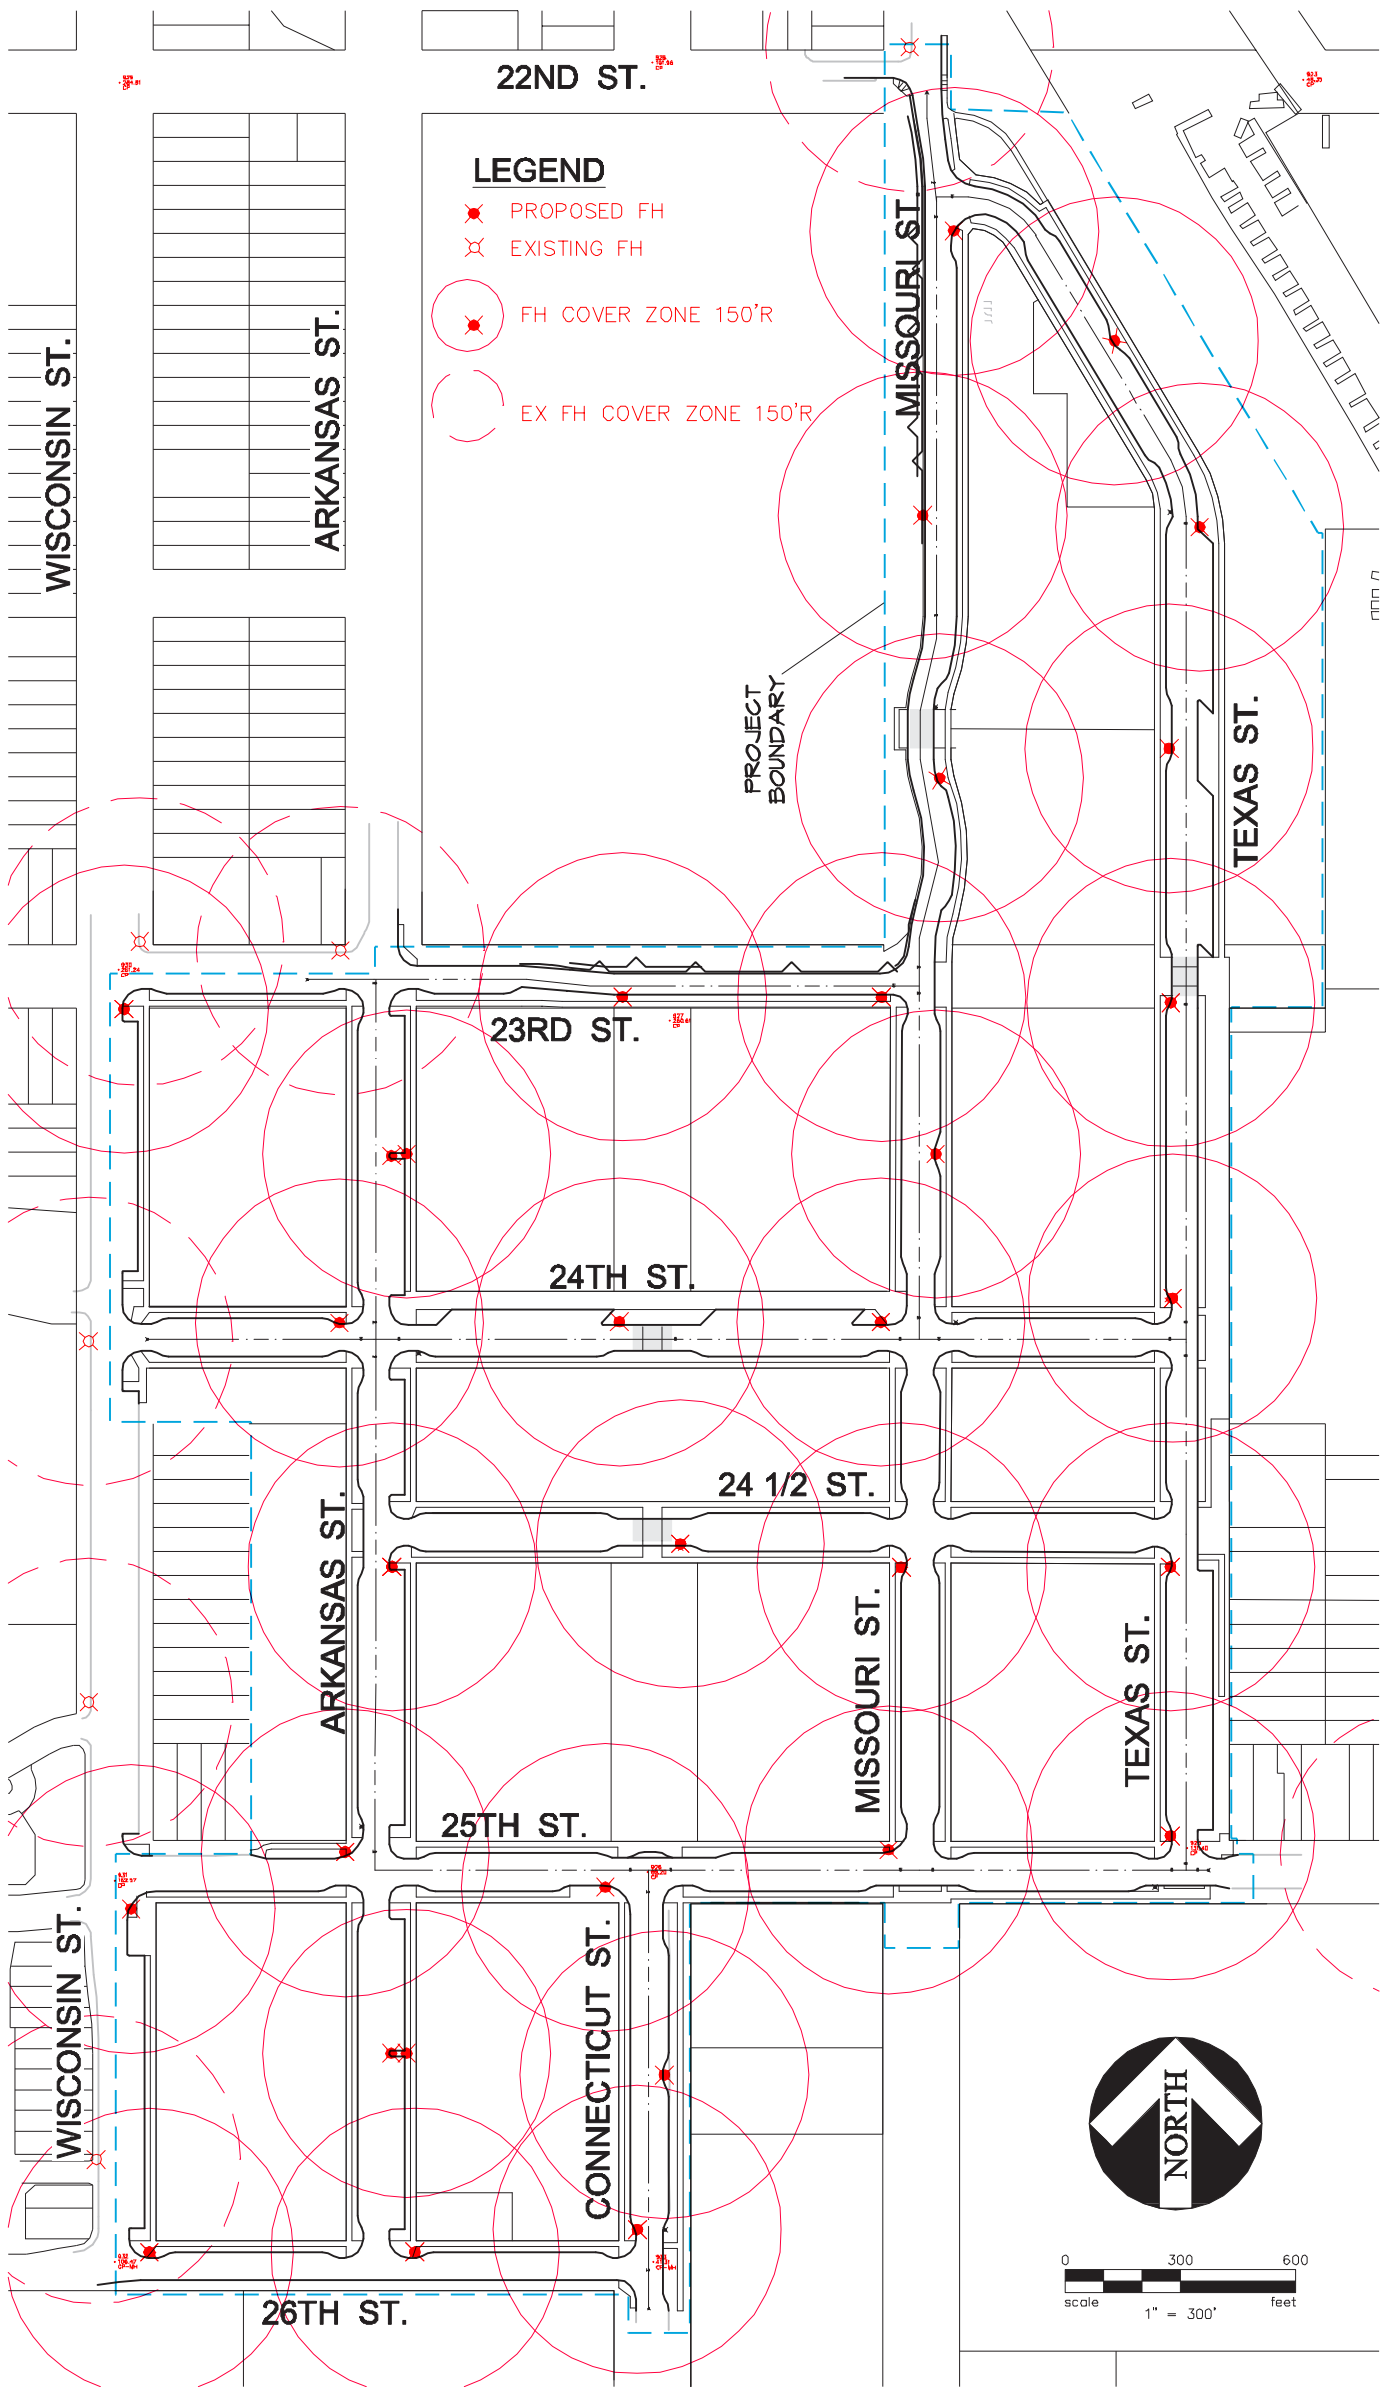 22ND ST.
LEGEND
PROPOSED FH
EXISTING FH
FH COVER ZONE 150'R
EX FH COVER ZONE 150'R
WISCONSIN ST.
ARKANSAS ST.
MISSOURI ST
PROJECT
BOUNDARY
TEXAS ST.
23RD ST.
24TH ST.
24 1/2 ST.
ARKANSAS ST.
MISSOURI ST.
TEXAS ST.
25TH ST.
WISCONSIN ST.
CONNECTICUT ST.
26TH ST.
NORTH
0 300 600
scale feet
1" = 300'